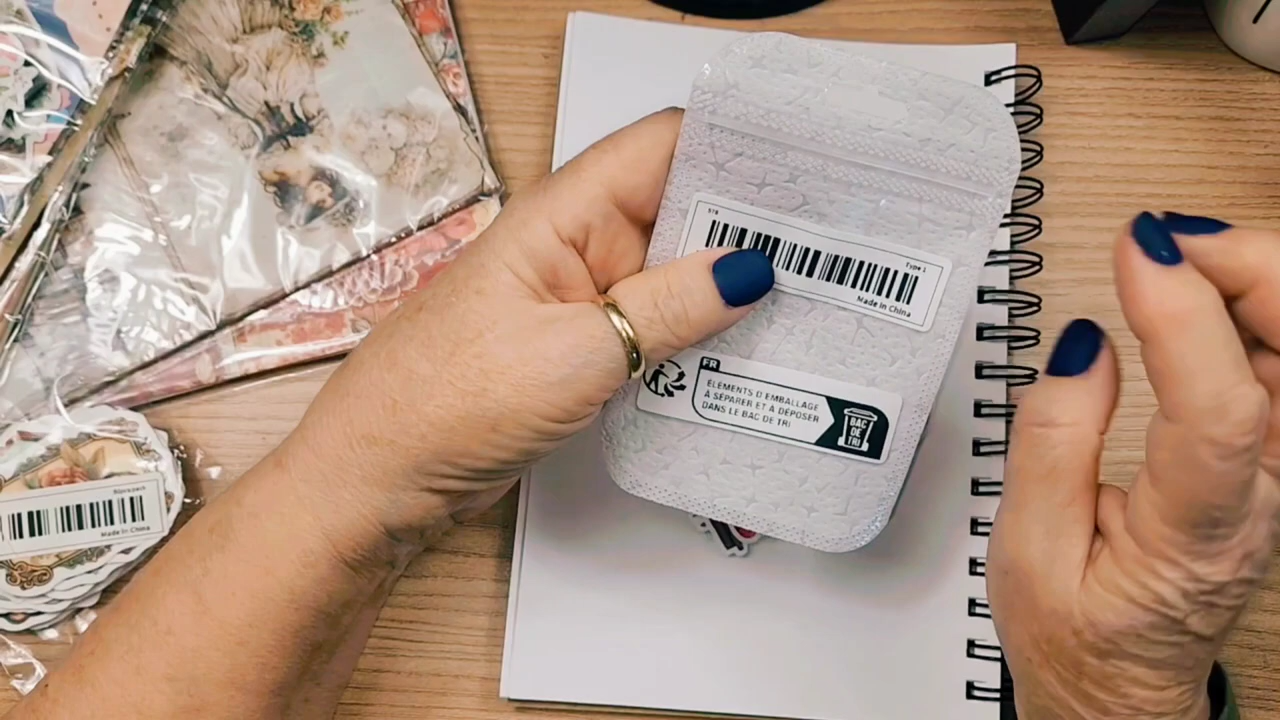 Type 1
Made in China
FR
ÉLÉMENTS D'EMBALLAGE
À SÉPARER ET À DÉPOSER
DANS LE BAC DE TRI
BAC
DE
TRI
Made In China